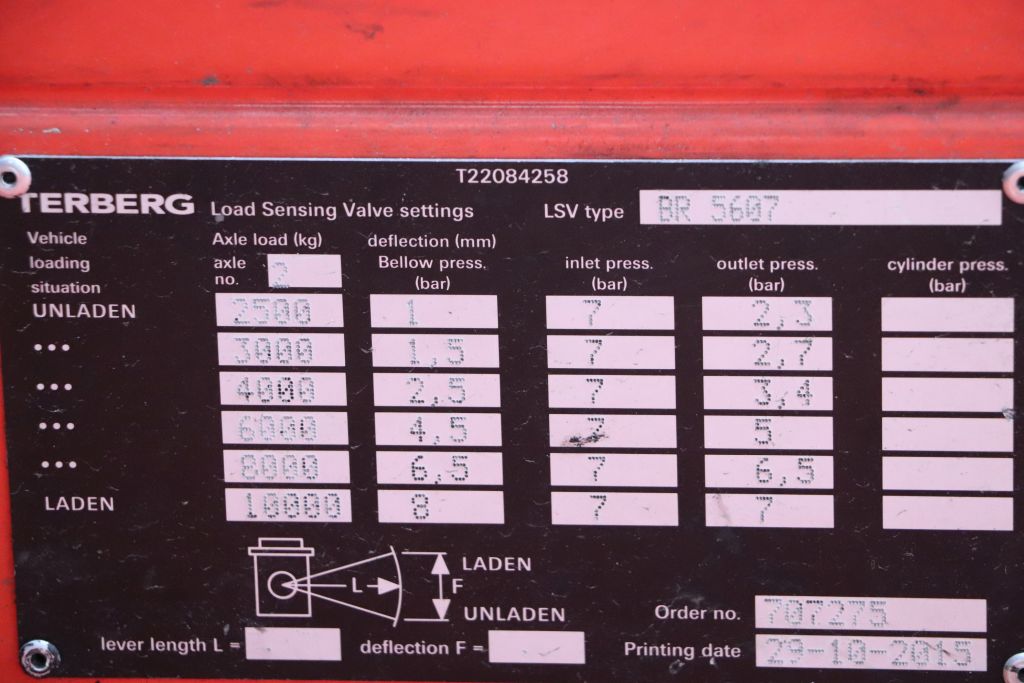 T22084258
TERBERG Load Sensing Valve settings LSV type BR 5607
Vehicle loading situation Axle load (kg) axle no. 2 deflection (mm) Bellow press. (bar) inlet press. (bar) outlet press. (bar) cylinder press. (bar)
UNLADEN 2500 1 7 2,3
••• 3000 1,5 7 2,7
••• 4000 2,5 7 3,4
••• 6000 4,5 7 5
••• 8000 6,5 7 6,5
LADEN 10000 8 7 7
LADEN
L F
UNLADEN
Order no. 707275
lever length L = deflection F = Printing date 29-10-2015